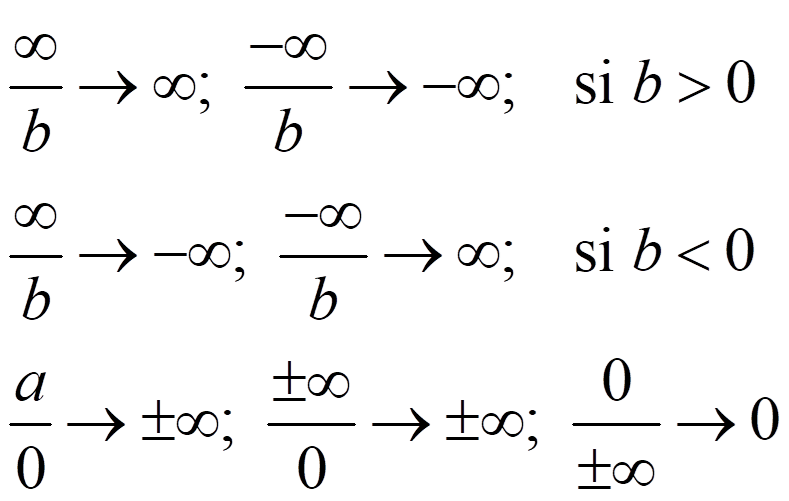 ∞/b → ∞; −∞/b → −∞; si b > 0
∞/b → −∞; −∞/b → ∞; si b < 0
a/0 → ±∞; ±∞/0 → ±∞; 0/±∞ → 0